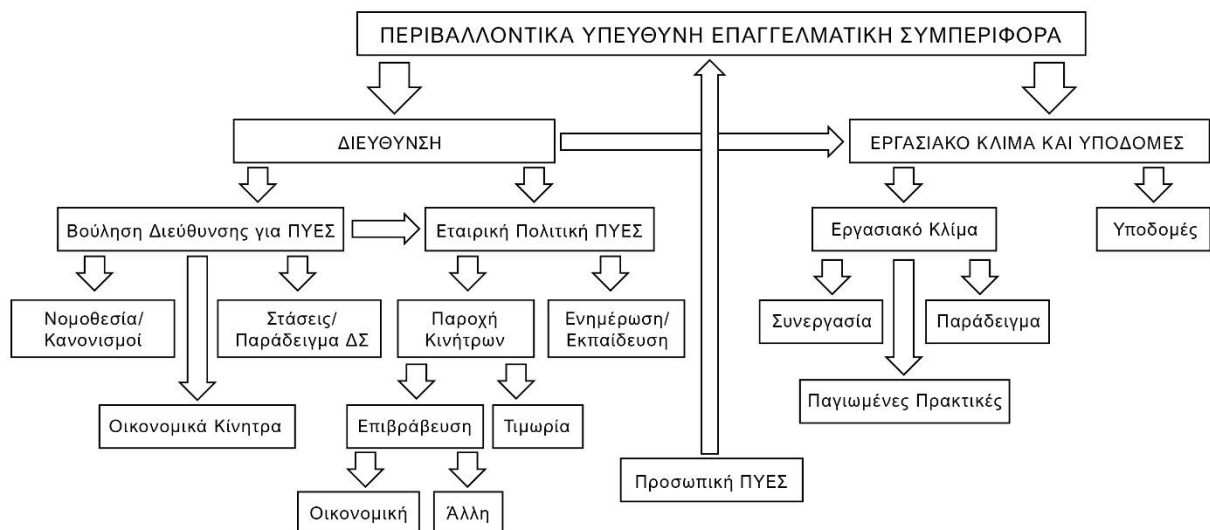 ΠΕΡΙΒΑΛΛΟΝΤΙΚΑ ΥΠΕΥΘΥΝΗ ΕΠΑΓΓΕΛΜΑΤΙΚΗ ΣΥΜΠΕΡΙΦΟΡΑ
ΔΙΕΥΘΥΝΣΗ
ΕΡΓΑΣΙΑΚΟ ΚΛΙΜΑ ΚΑΙ ΥΠΟΔΟΜΕΣ
Βούληση Διεύθυνσης για ΠΥΕΣ
Εταιρική Πολιτική ΠΥΕΣ
Εργασιακό Κλίμα
Υποδομές
Νομοθεσία/
Κανονισμοί
Στάσεις/
Παράδειγμα ΔΣ
Παροχή
Κινήτρων
Ενημέρωση/
Εκπαίδευση
Συνεργασία
Παράδειγμα
Οικονομικά Κίνητρα
Επιβράβευση
Τιμωρία
Παγιωμένες Πρακτικές
Προσωπική ΠΥΕΣ
Οικονομική
Άλλη